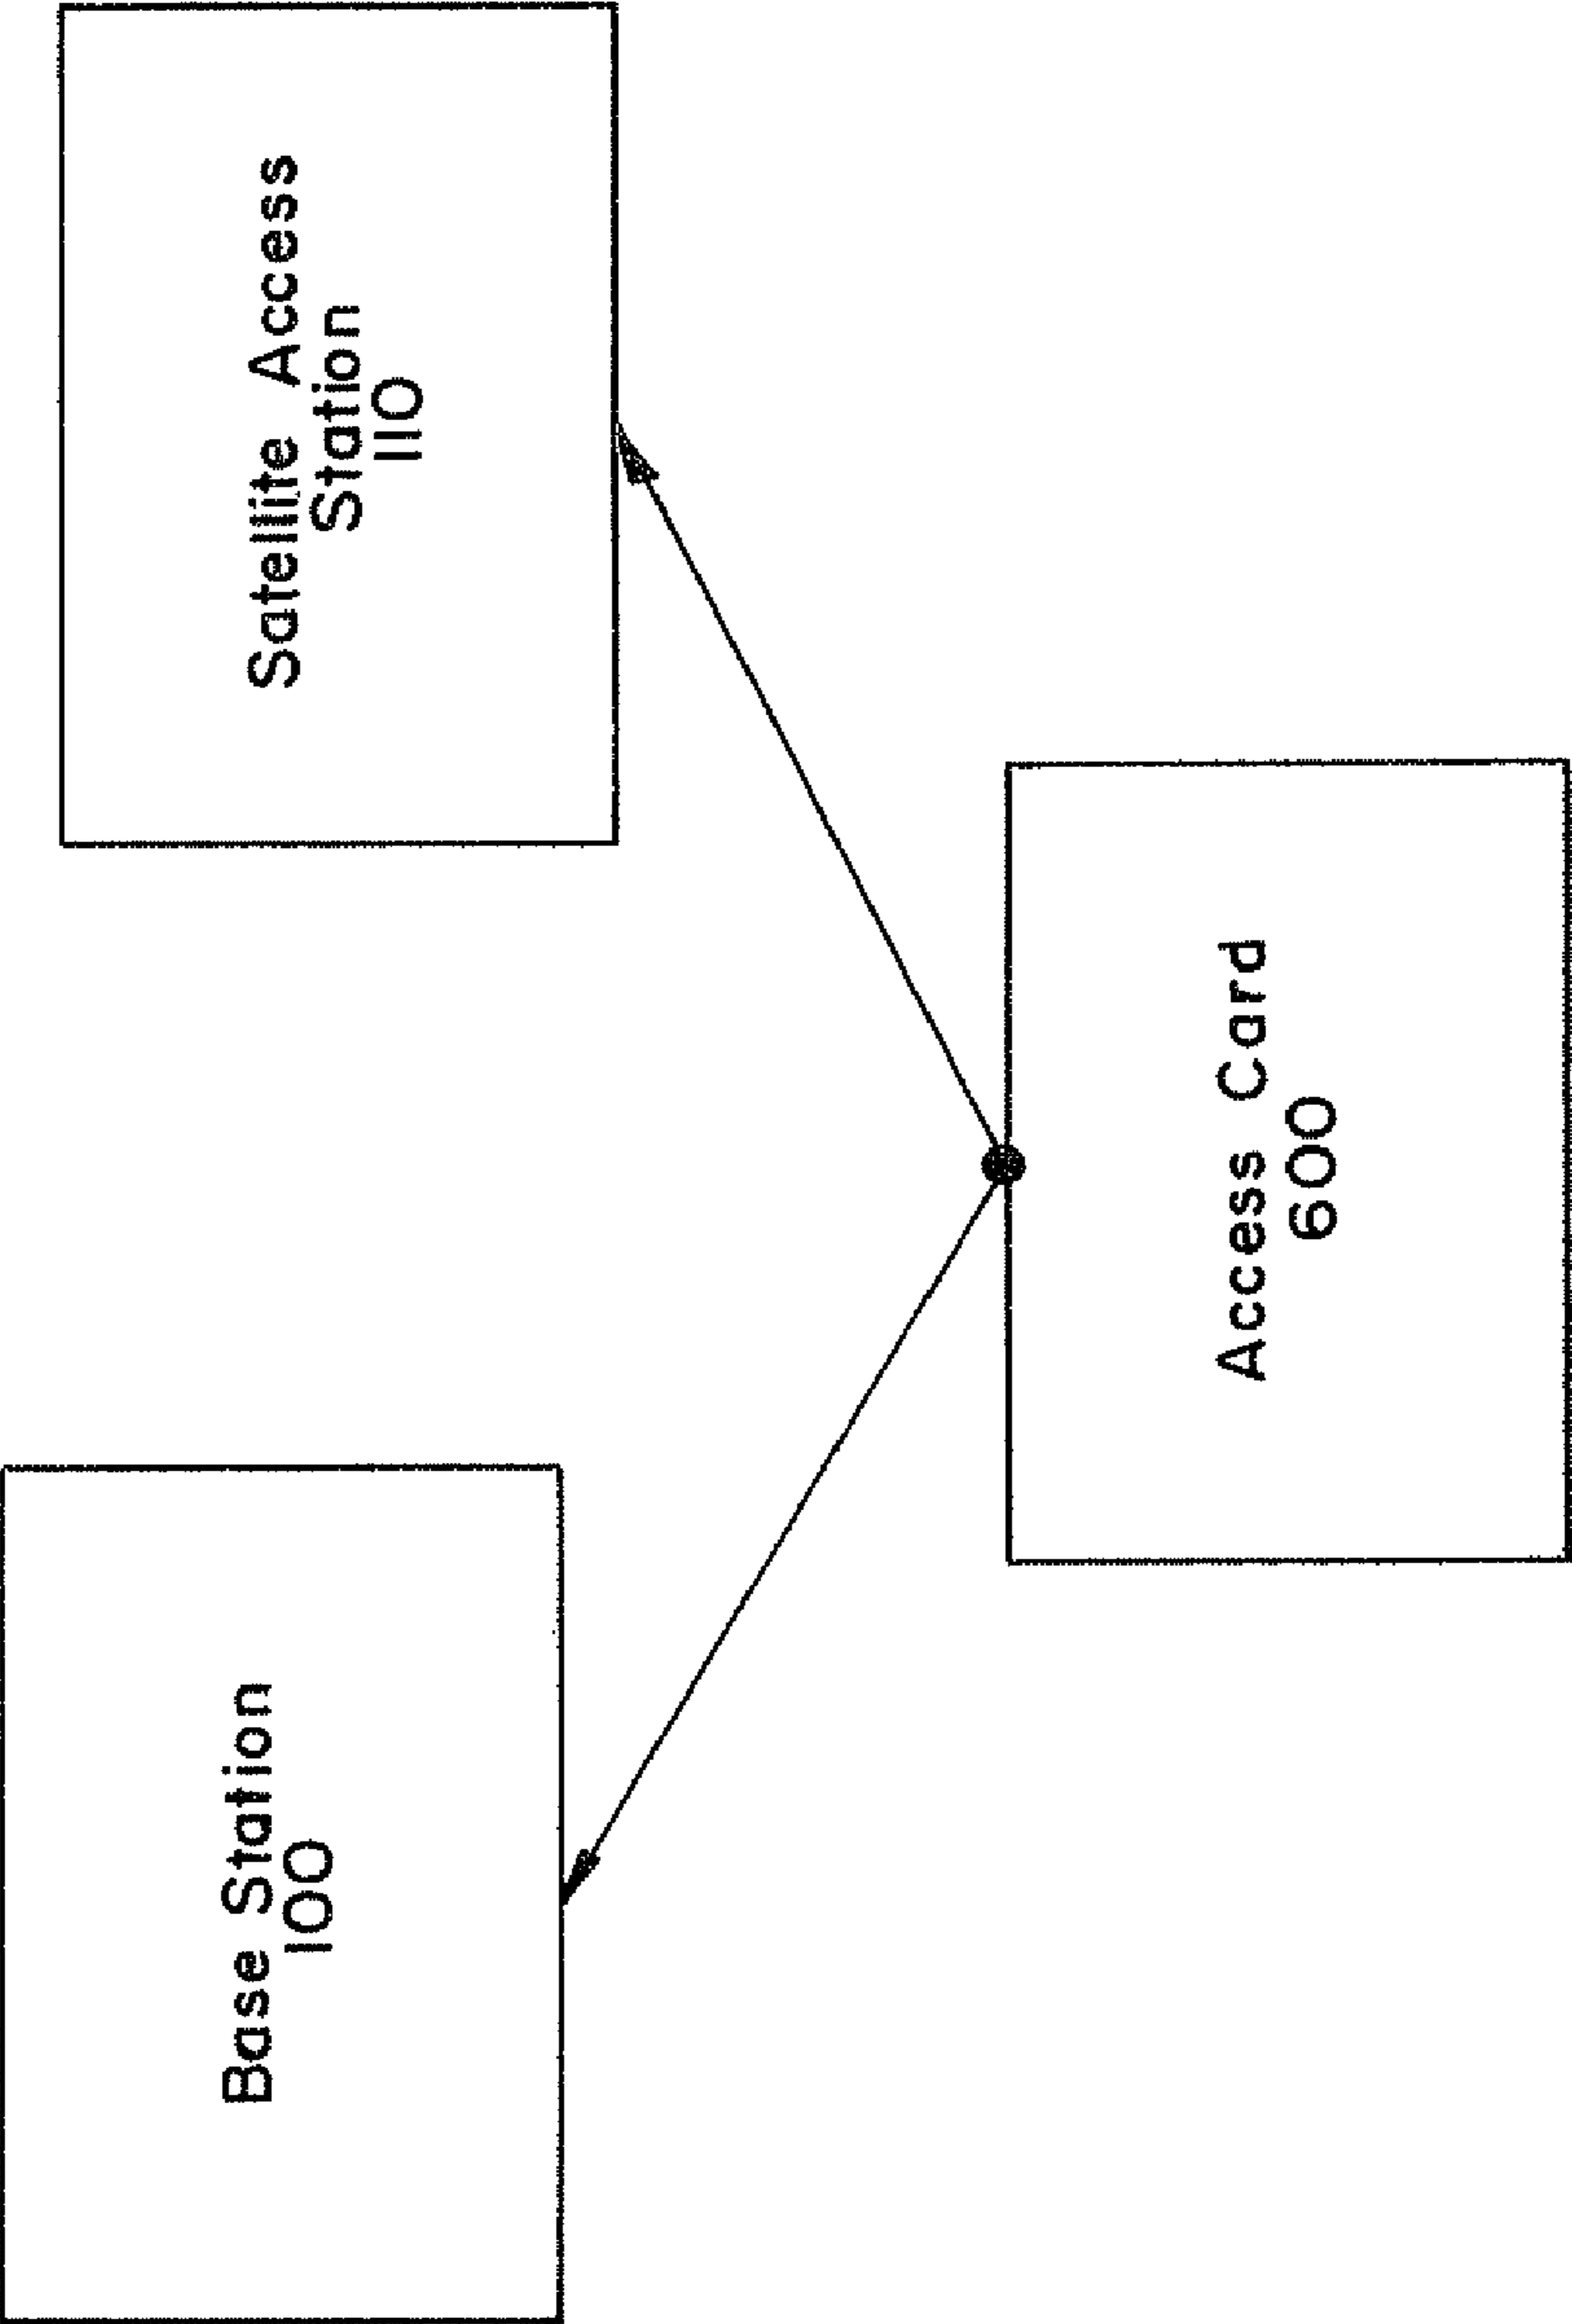 Base Station
100
Satellite Access
Station
110
Access Card
600